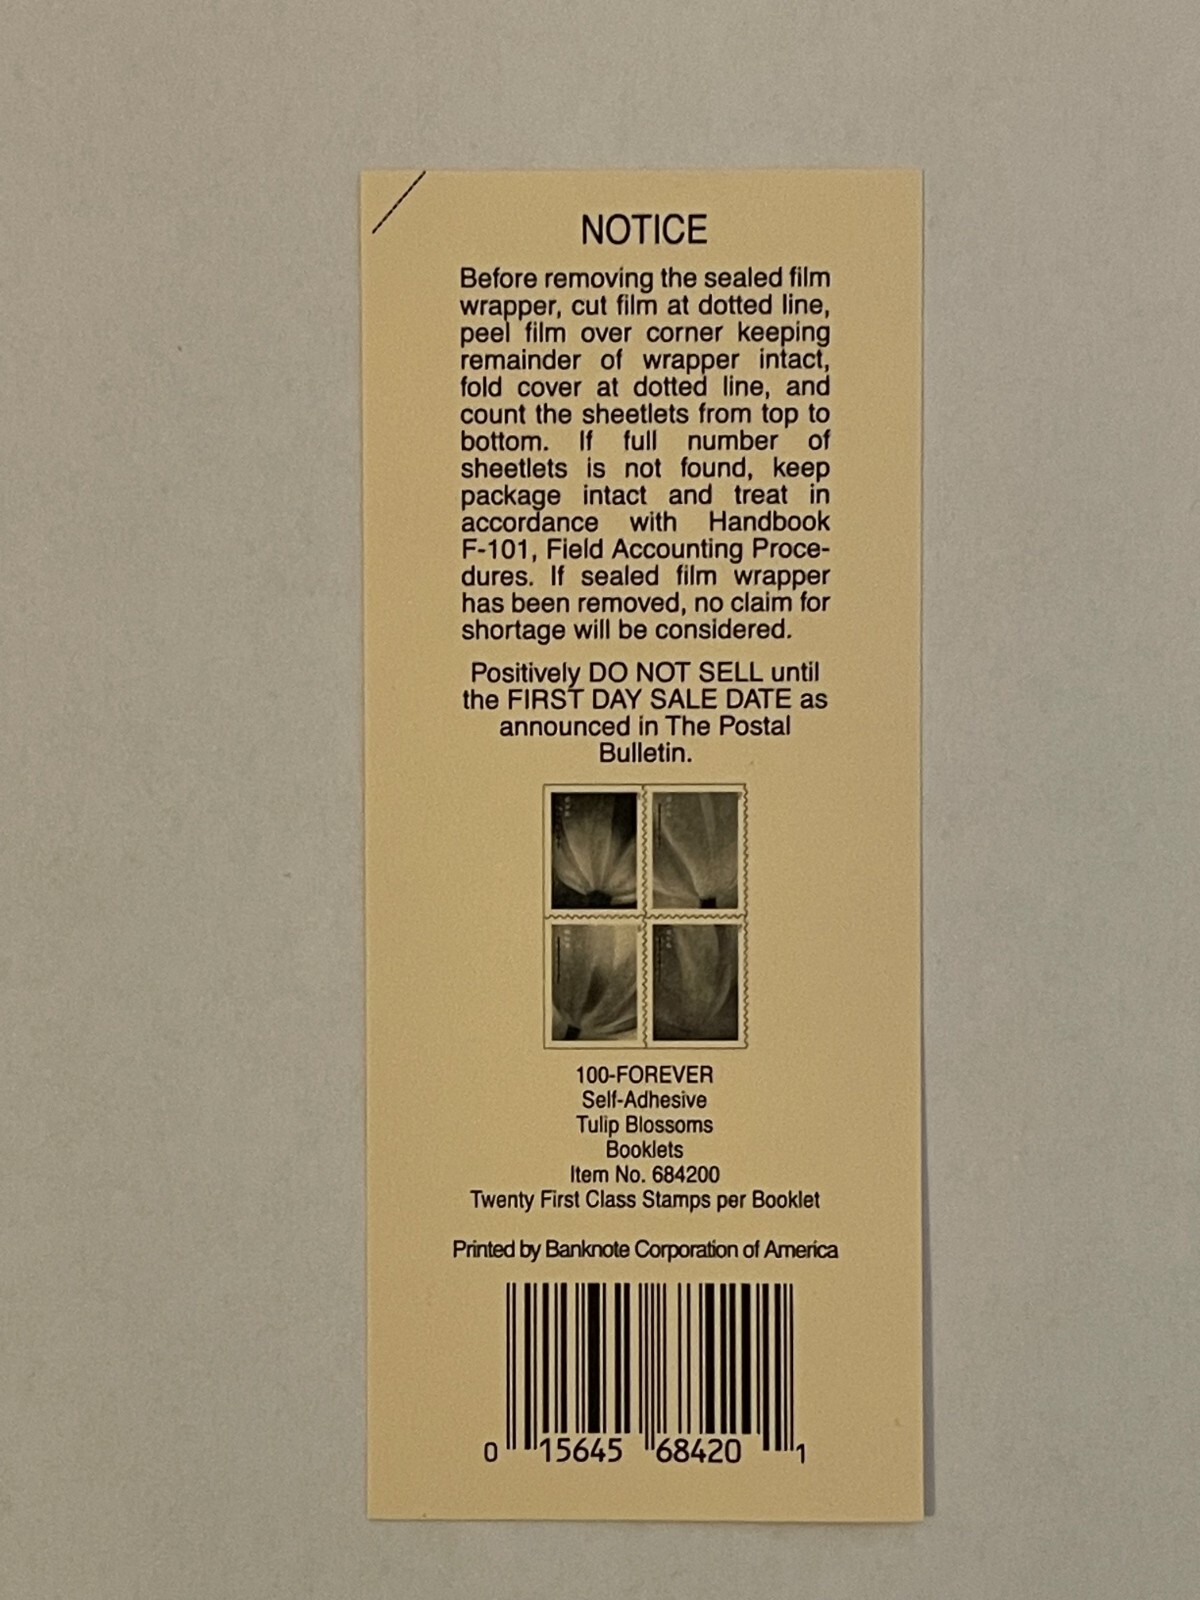 NOTICE
Before removing the sealed film
wrapper, cut film at dotted line,
peel film over corner keeping
remainder of wrapper intact,
fold cover at dotted line, and
count the sheetlets from top to
bottom. If full number of
sheetlets is not found, keep
package intact and treat in
accordance with Handbook
F-101, Field Accounting Proce-
dures. If sealed film wrapper
has been removed, no claim for
shortage will be considered.
Positively DO NOT SELL until
the FIRST DAY SALE DATE as
announced in The Postal
Bulletin.
100-FOREVER
Self-Adhesive
Tulip Blossoms
Booklets
Item No. 684200
Twenty First Class Stamps per Booklet
Printed by Banknote Corporation of America
0 15645 68420 1